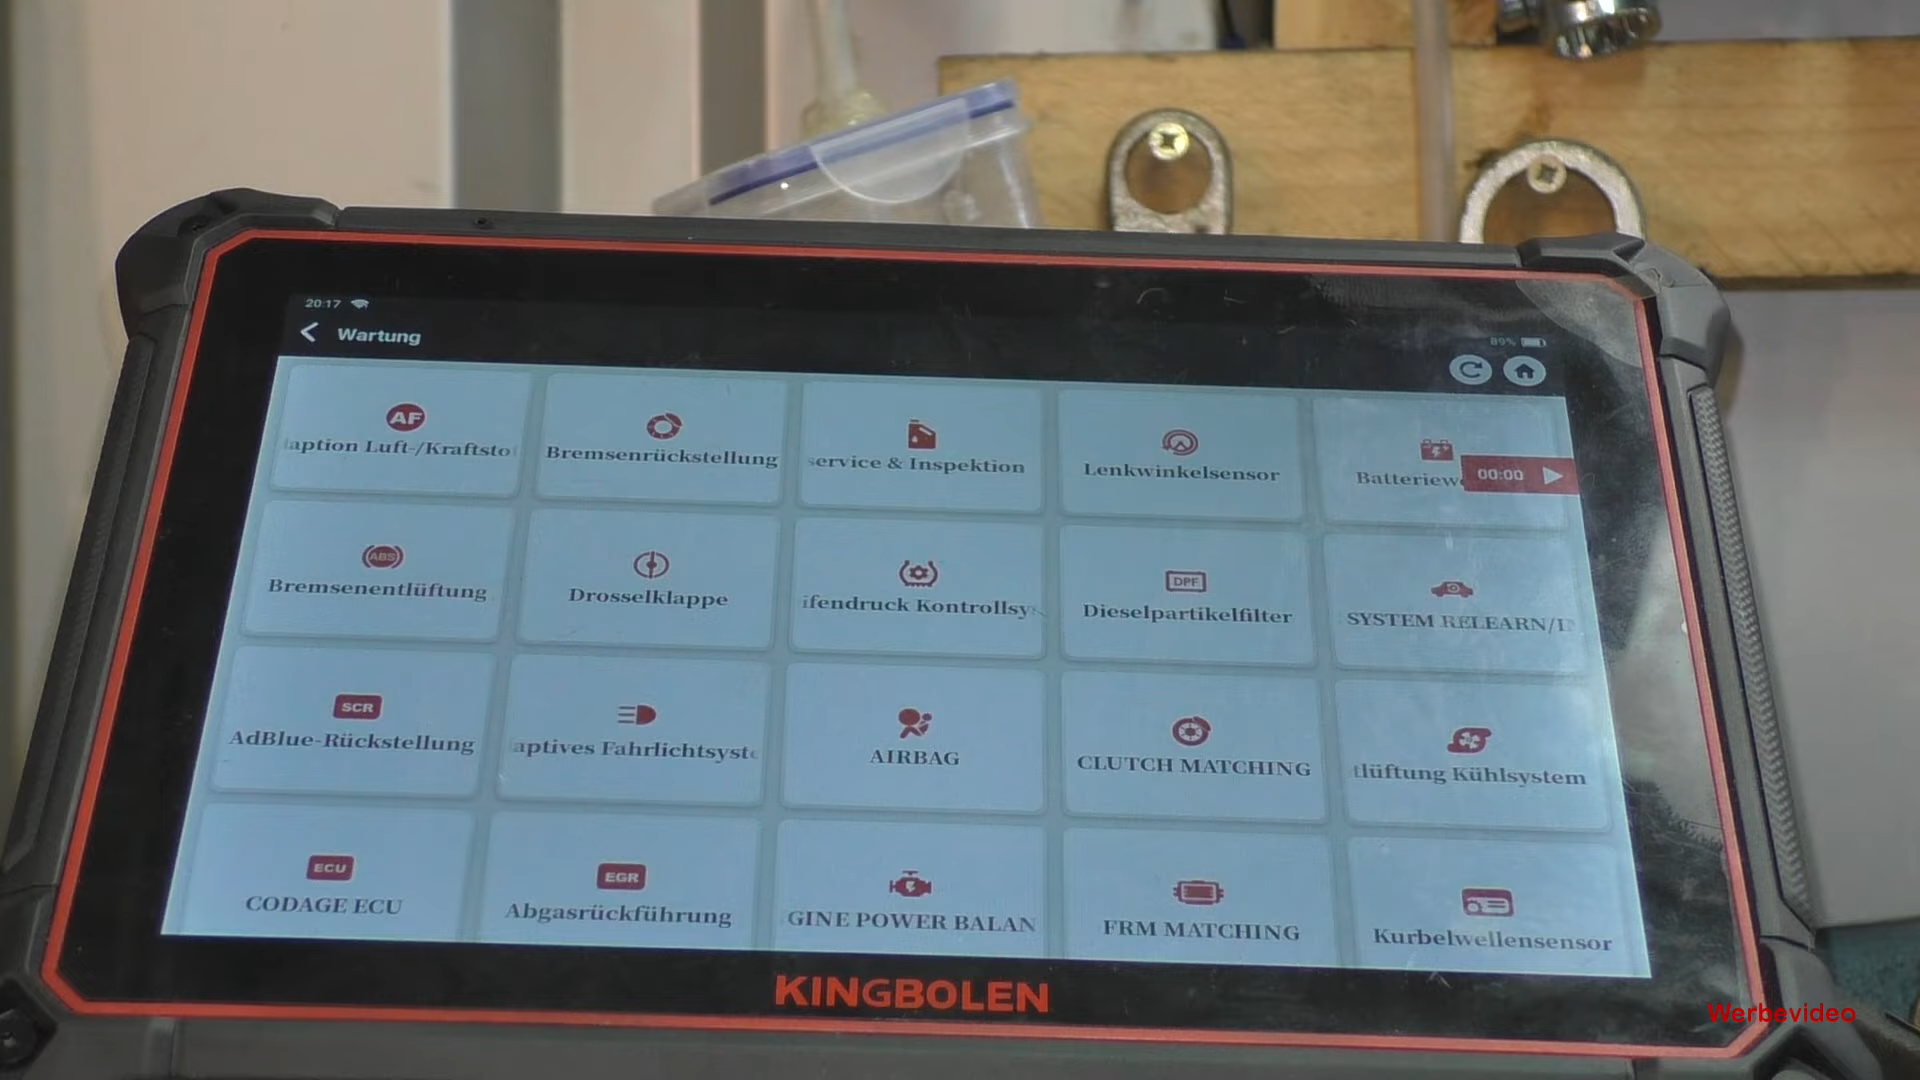 20:17
Wartung
89%
AF
aption Luft-/Kraftsto
Bremsenrückstellung
service & Inspektion
Lenkwinkelsensor
Batteriew
00:00
ABS
Bremsenentlüftung
Drosselklappe
ifendruck Kontrollsy
DPF
Dieselpartikelfilter
SYSTEM RELEARN/I
SCR
AdBlue-Rückstellung
aptives Fahrlichtsyst
AIRBAG
CLUTCH MATCHING
tlüftung Kühlsystem
ECU
CODAGE ECU
EGR
Abgasrückführung
GINE POWER BALAN
FRM MATCHING
Kurbelwellensensor
KINGBOLEN
Werbevideo